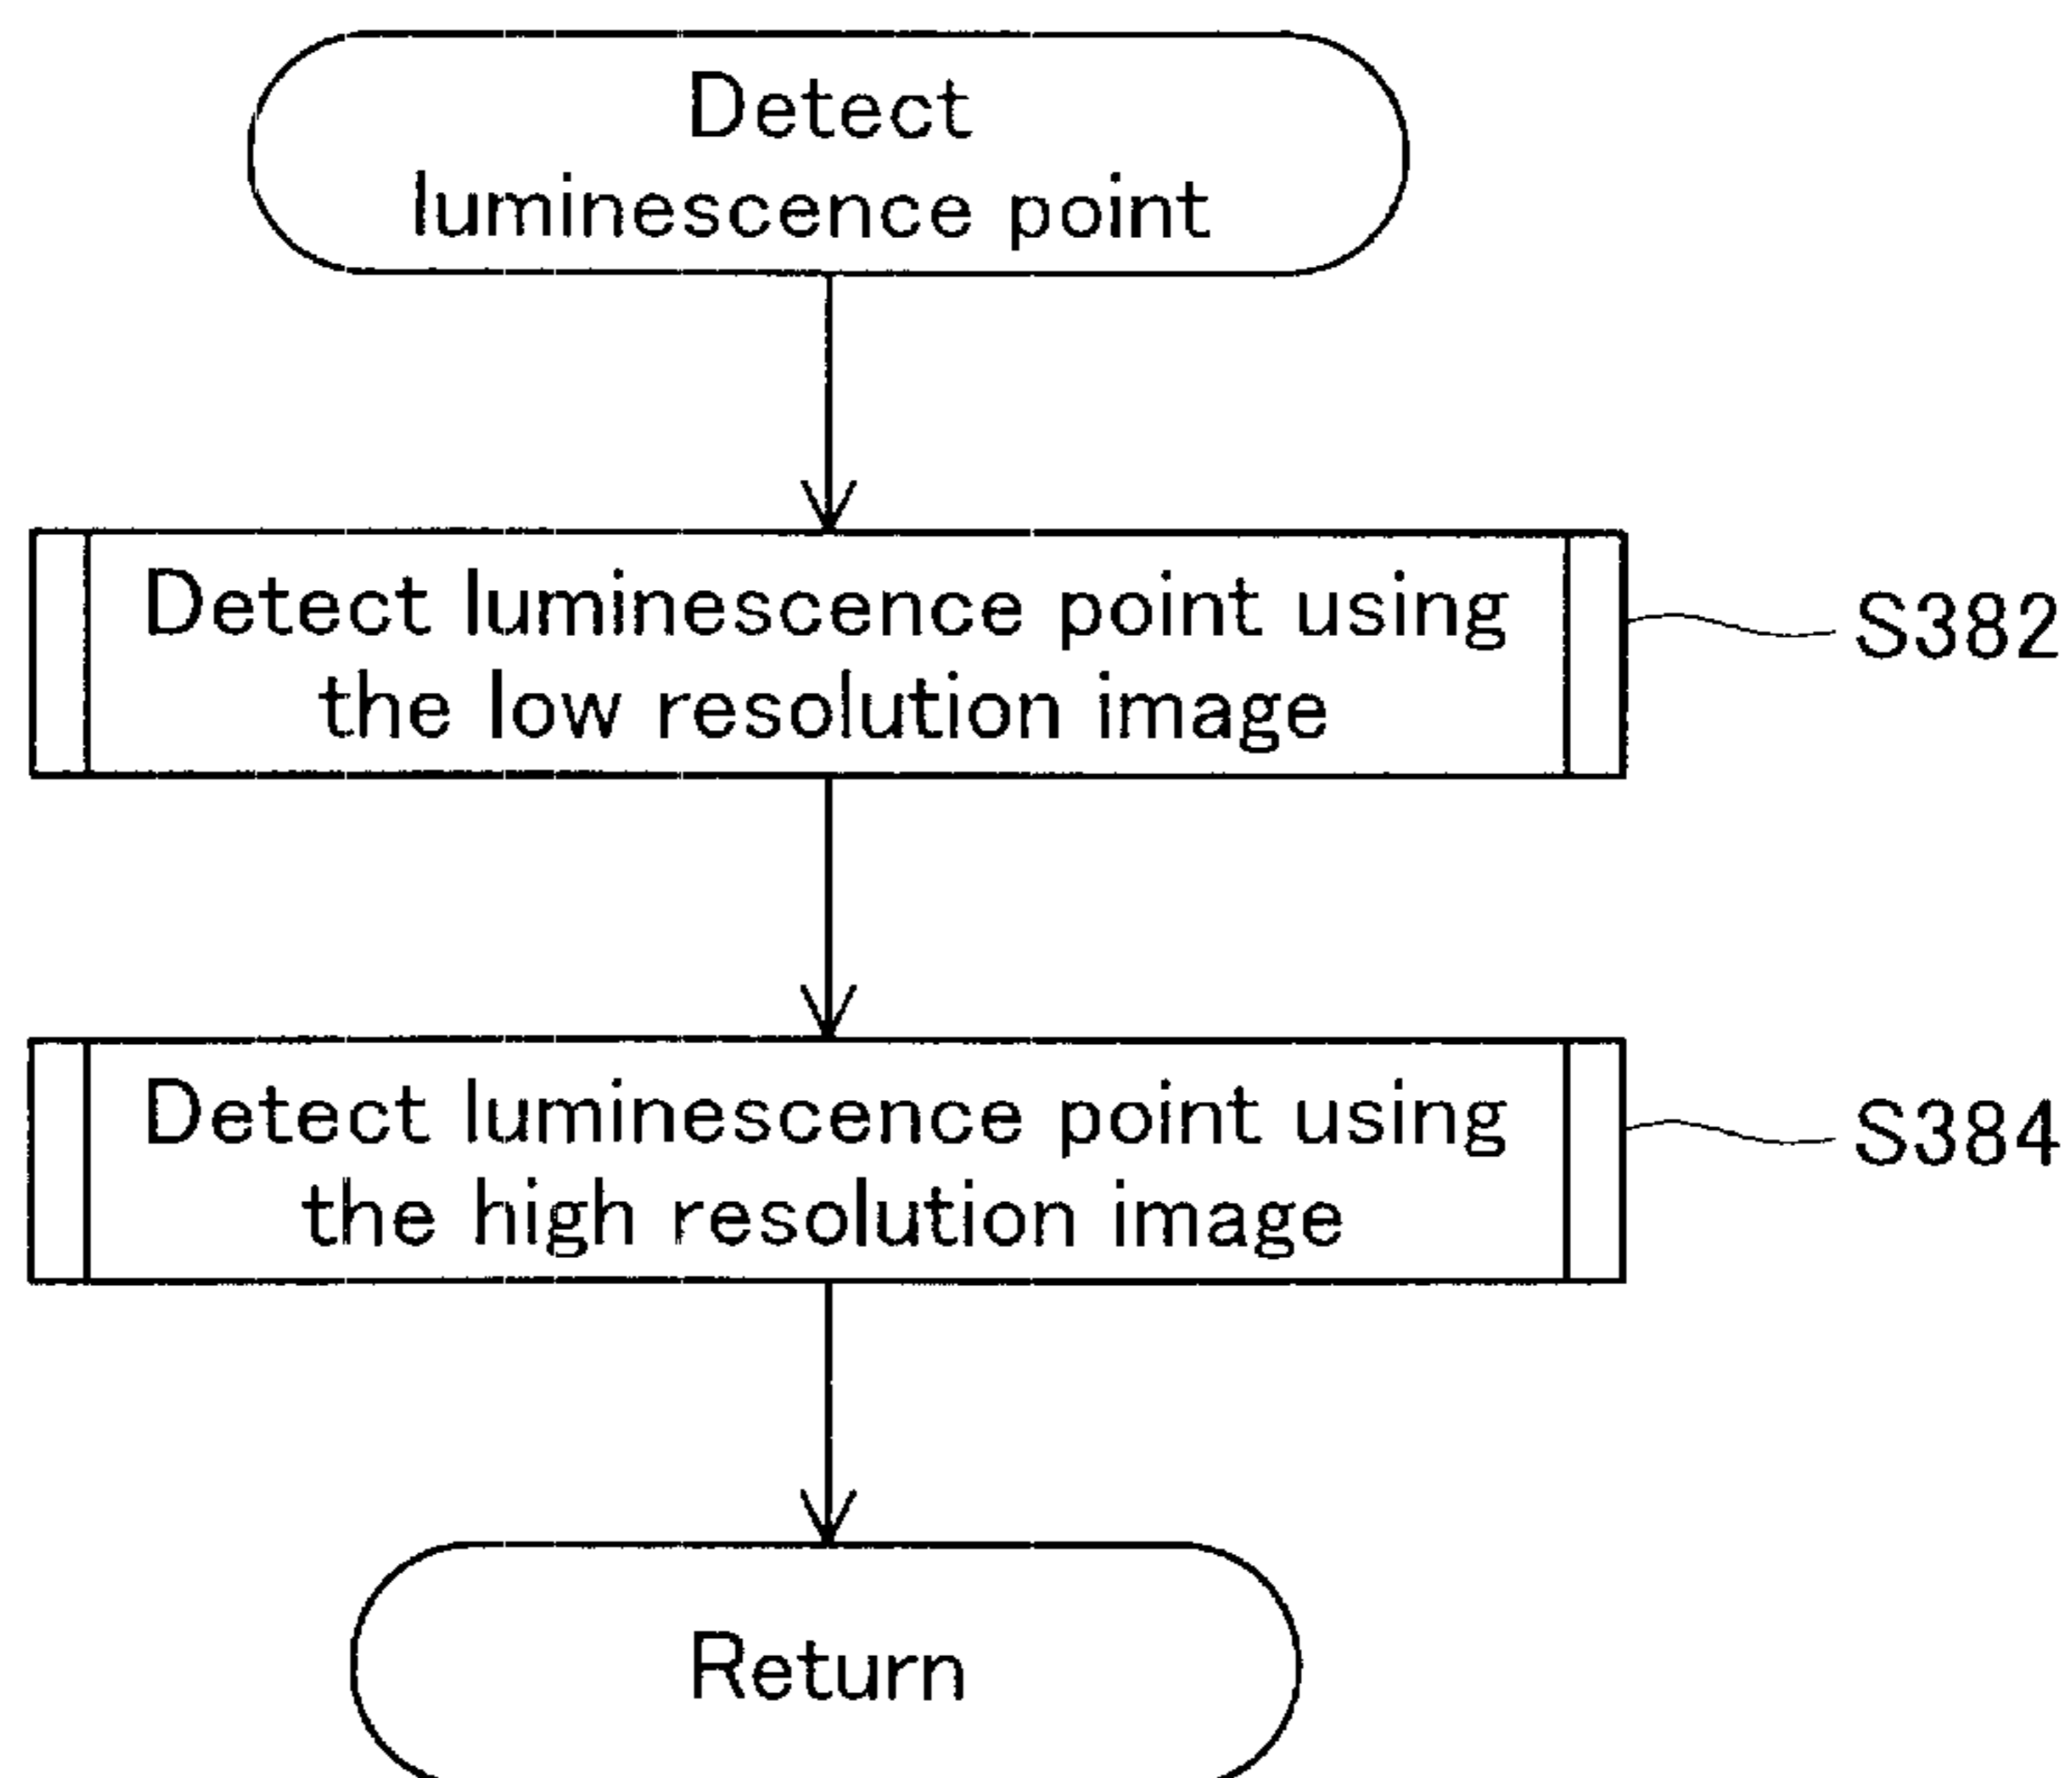 Detect
luminescence point
Detect luminescence point using
the low resolution image
S382
Detect luminescence point using
the high resolution image
S384
Return